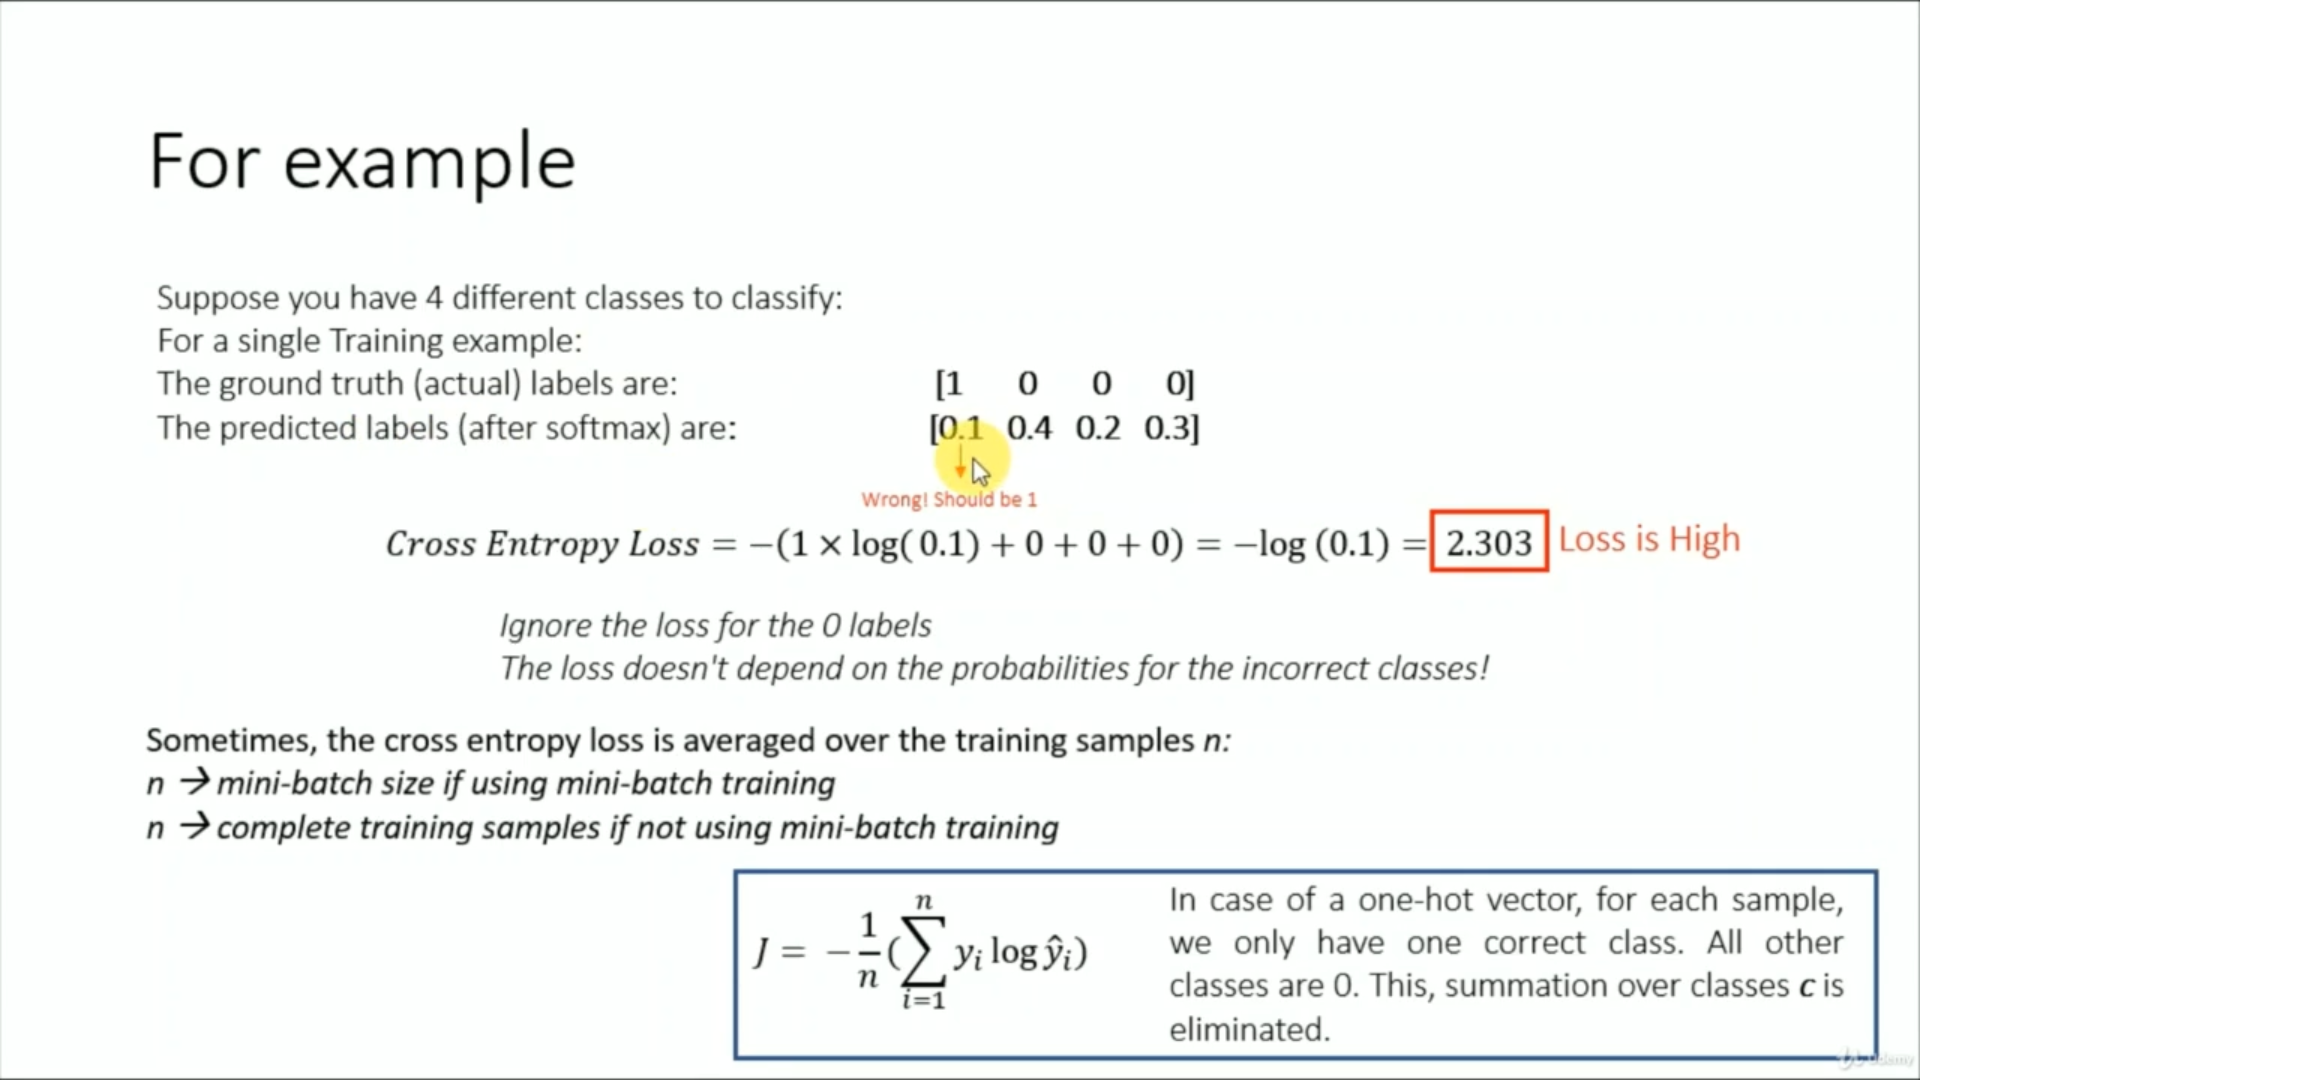 For example
Suppose you have 4 different classes to classify:
For a single Training example:
The ground truth (actual) labels are: [1 0 0 0]
The predicted labels (after softmax) are: [0.1 0.4 0.2 0.3]
Wrong! Should be 1
Cross Entropy Loss = −(1 × log(0.1) + 0 + 0 + 0) = −log (0.1) = 2.303 Loss is High
Ignore the loss for the 0 labels
The loss doesn't depend on the probabilities for the incorrect classes!
Sometimes, the cross entropy loss is averaged over the training samples n:
n → mini-batch size if using mini-batch training
n → complete training samples if not using mini-batch training
J = −1/n(∑ⁿᵢ₌₁ yᵢ log ŷᵢ)
In case of a one-hot vector, for each sample,
we only have one correct class. All other
classes are 0. This, summation over classes c is
eliminated.
Udemy